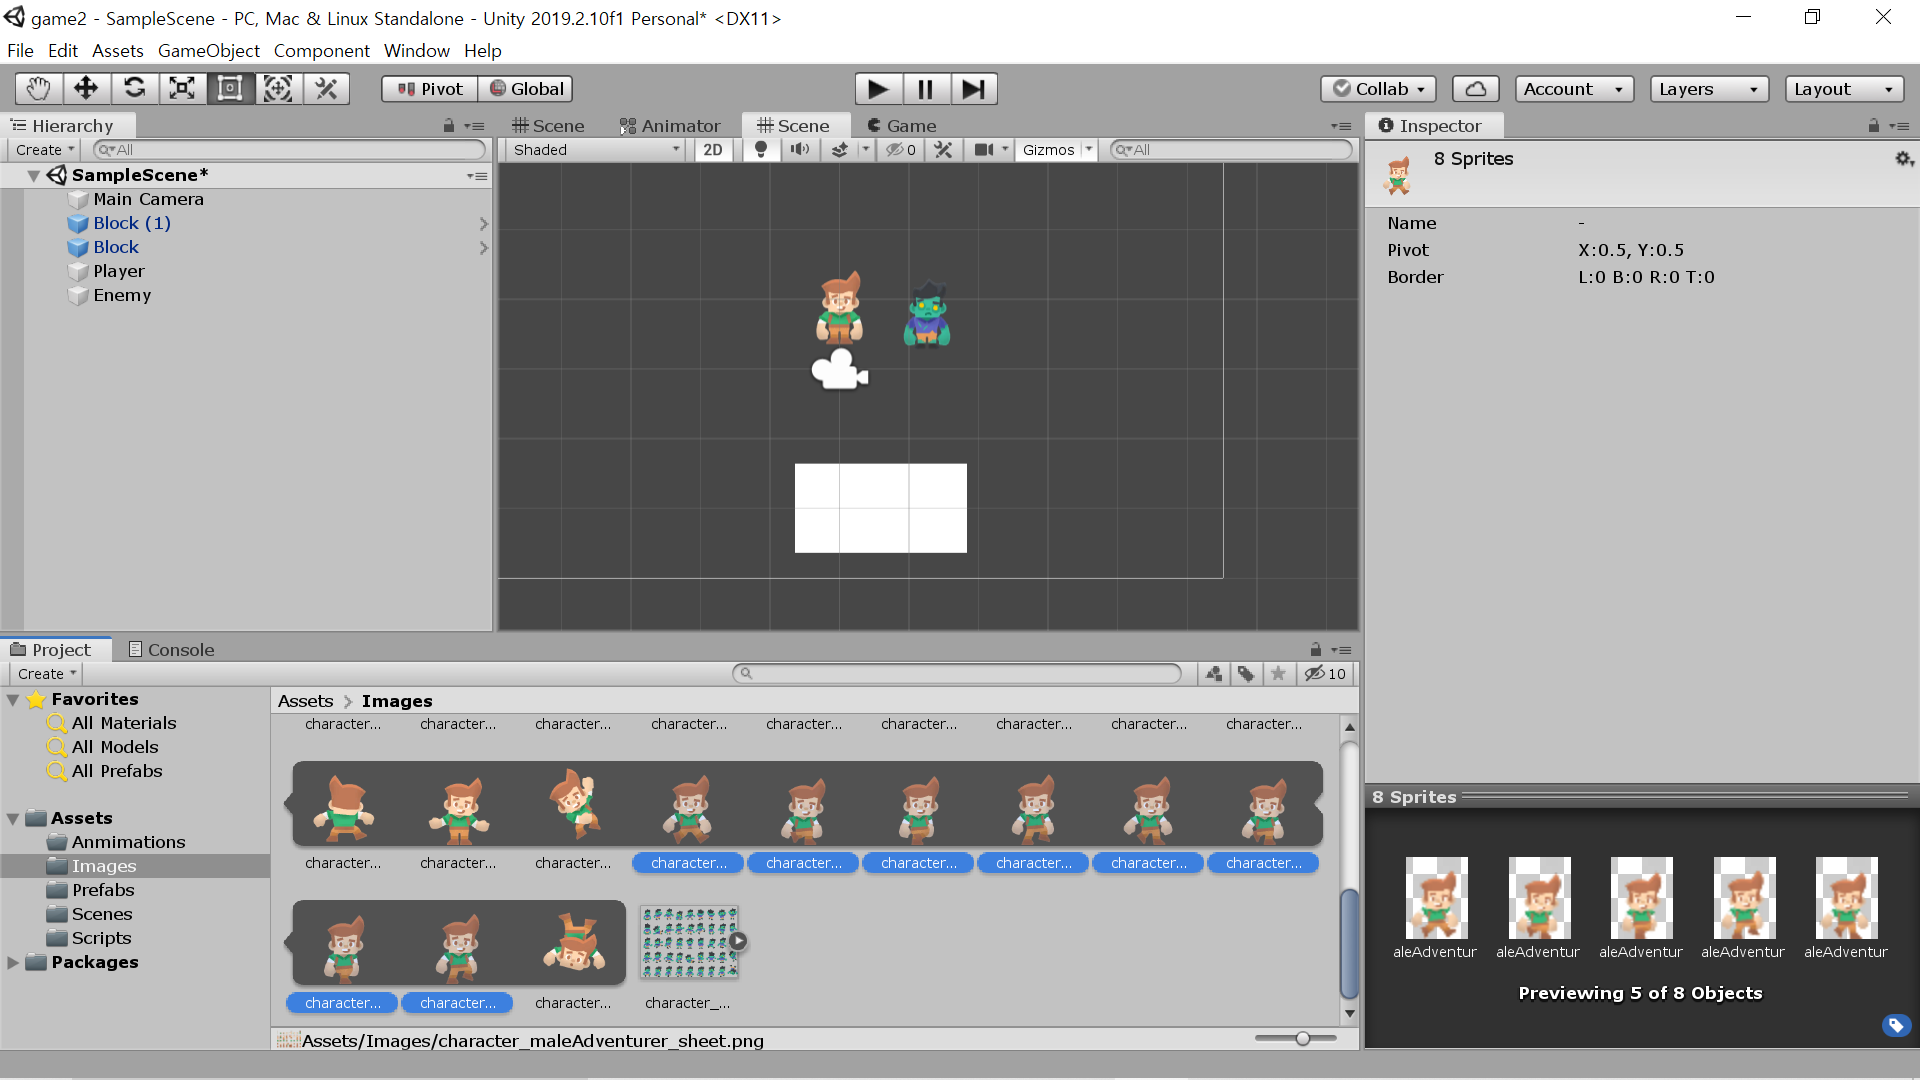 game2 - SampleScene - PC, Mac & Linux Standalone - Unity 2019.2.10f1 Personal* <DX11>
File Edit Assets GameObject Component Window Help
Pivot Global Collab Account Layers Layout
Hierarchy
Create All
SampleScene*
Main Camera
Block (1)
Block
Player
Enemy
Scene Animator Scene Game
Shaded 2D 0 Gizmos All
Inspector
8 Sprites
Name -
Pivot X:0.5, Y:0.5
Border L:0 B:0 R:0 T:0
Project Console
Create 10
Favorites
All Materials
All Models
All Prefabs
Assets
Anmimations
Images
Prefabs
Scenes
Scripts
Packages
Assets > Images
character... character... character... character... character... character... character... character... character...
character... character... character... character... character... character... character... character... character...
character... character... character... character_...
Assets/Images/character_maleAdventurer_sheet.png
8 Sprites
aleAdventur aleAdventur aleAdventur aleAdventur aleAdventur
Previewing 5 of 8 Objects